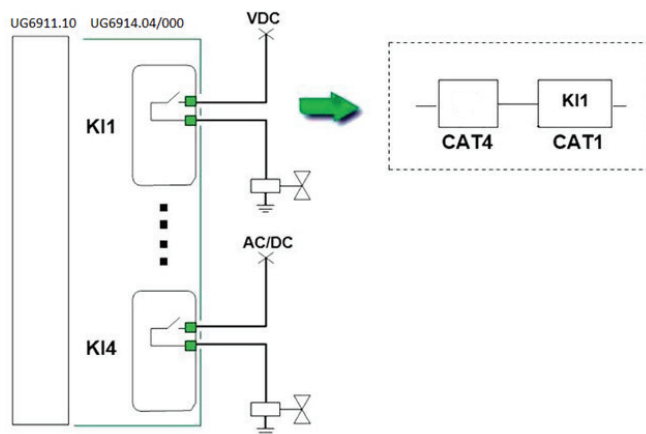 UG6911.10 UG6914.04/000
VDC
KI1
KI1
CAT4 CAT1
AC/DC
KI4